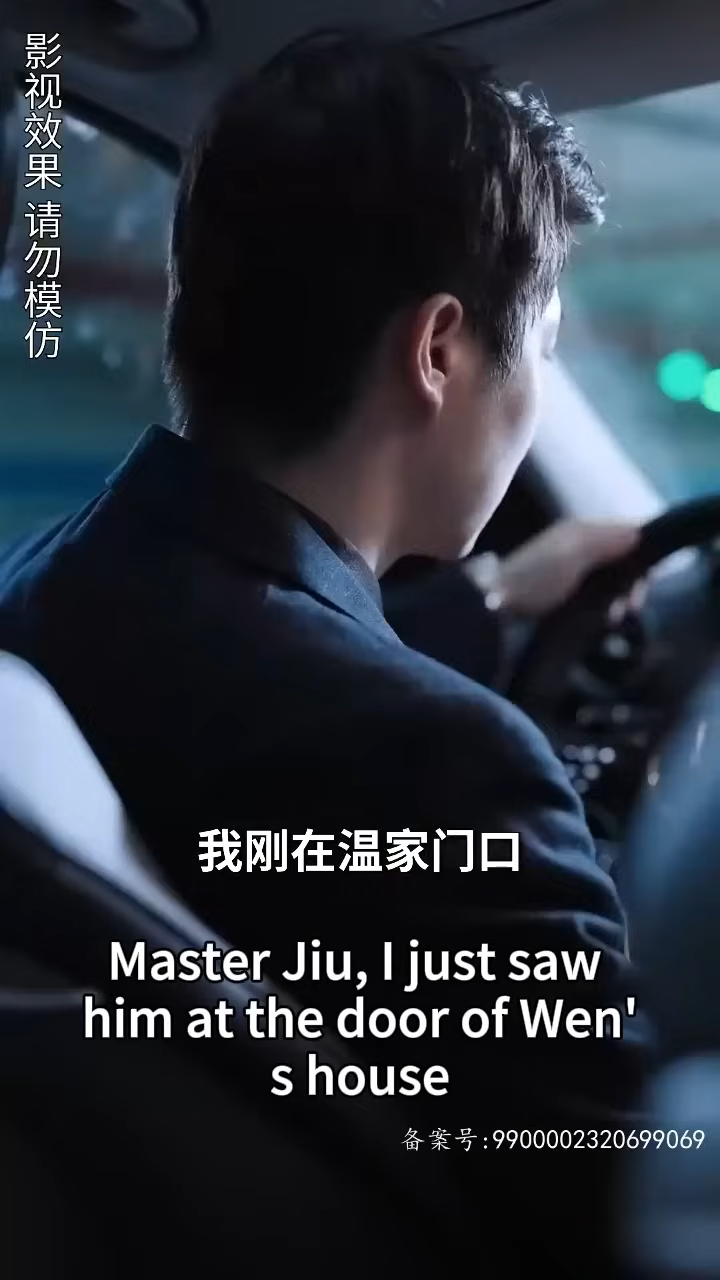 影视效果 请勿模仿
我刚在温家门口
Master Jiu, I just saw
him at the door of Wen'
s house
备案号:9900002320699069